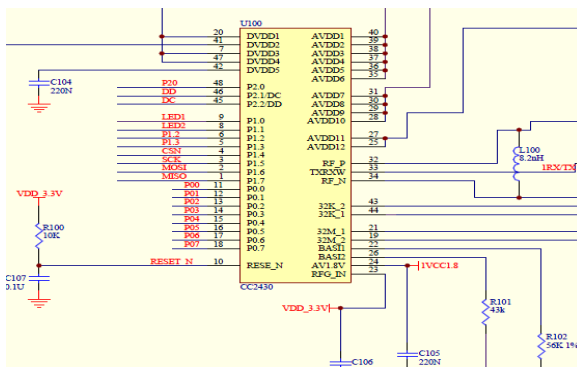 U100
20 DVDD1 AVDD1 40
41 DVDD2 AVDD2 39
7 DVDD3 AVDD3 38
47 DVDD4 AVDD4 37
42 DVDD5 AVDD5 36
AVDD6 35
C104
220N
P20 48 P2.0 AVDD7 31
DD 46 P2.1/DC AVDD8 30
DC 45 P2.2/DD AVDD9 29
AVDD10 28
LED1 9 P1.0
LED2 8 P1.1 AVDD11 27
P1.2 6 P1.2 AVDD12 25
P1.3 5 P1.3
CSN 4 P1.4
SCK 3 P1.5 RF_P 32
MOSI 2 P1.6 TXRXW 33
MISO 1 P1.7 RF_N 34
L100
8.2nH
1RX/TX
VDD_3.3V
P00 11 P0.0
P01 12 P0.1
P02 13 P0.2 32K_2 43
P03 14 P0.3 32K_1 44
P04 15 P0.4
P05 16 P0.5 32M_1 21
P06 17 P0.6 32M_2 19
P07 18 P0.7 BASI1 22
BASI2 26
R100
10K
RESET_N 10 RESE_N AV1.8V 24 1VCC1.8
RFG_IN 23
C107
0.1U
CC2430
VDD_3.3V
R101
43k
R102
56K 1%
C106
C105
220N